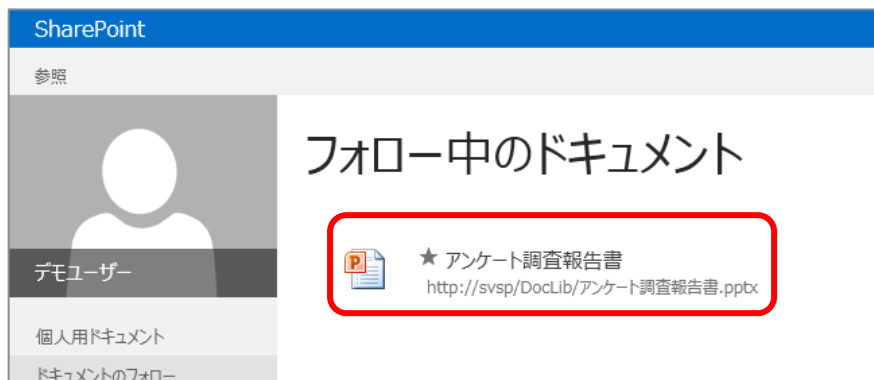 SharePoint
参照
フォロー中のドキュメント
★ アンケート調査報告書
http://svsp/DocLib/アンケート調査報告書.pptx
デモユーザー
個人用ドキュメント
ドキュメントのフォロー